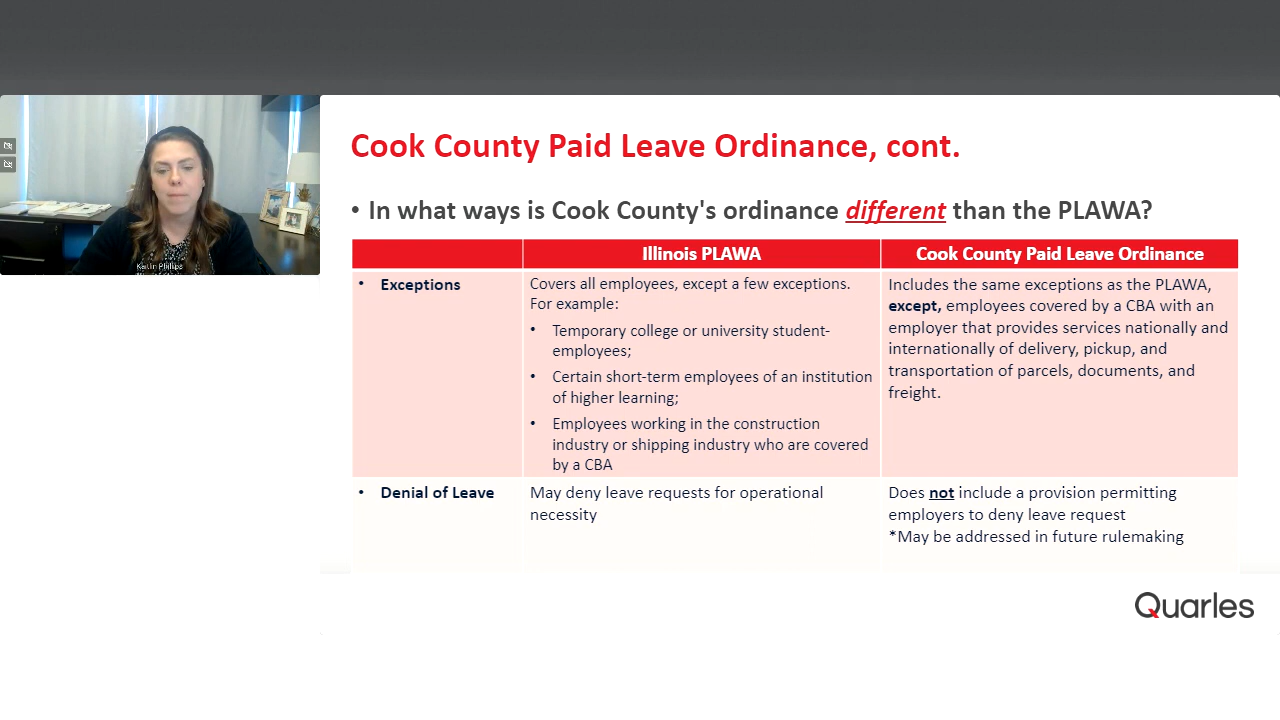 Cook County Paid Leave Ordinance, cont.
• In what ways is Cook County's ordinance different than the PLAWA?
Illinois PLAWA
Cook County Paid Leave Ordinance
• Exceptions
Covers all employees, except a few exceptions.
For example:
• Temporary college or university student-
employees;
• Certain short-term employees of an institution
of higher learning;
• Employees working in the construction
industry or shipping industry who are covered
by a CBA
Includes the same exceptions as the PLAWA,
except, employees covered by a CBA with an
employer that provides services nationally and
internationally of delivery, pickup, and
transportation of parcels, documents, and
freight.
• Denial of Leave
May deny leave requests for operational
necessity
Does not include a provision permitting
employers to deny leave request
*May be addressed in future rulemaking
Kaitlin Phillips
Quarles